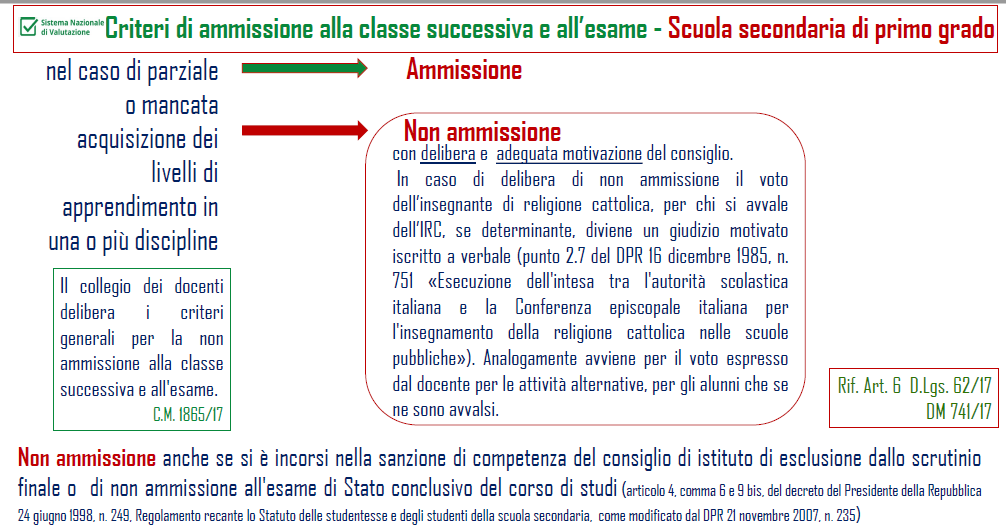 Sistema Nazionale
di Valutazione
Criteri di ammissione alla classe successiva e all'esame - Scuola secondaria di primo grado
nel caso di parziale
o mancata
acquisizione dei
livelli di
apprendimento in
una o più discipline
Il collegio dei docenti
delibera i criteri
generali per la non
ammissione alla classe
successiva e all'esame.
C.M. 1865/17
Ammissione
Non ammissione
con delibera e adeguata motivazione del consiglio.
In caso di delibera di non ammissione il voto
dell'insegnante di religione cattolica, per chi si avvale
dell'IRC, se determinante, diviene un giudizio motivato
iscritto a verbale (punto 2.7 del DPR 16 dicembre 1985, n.
751 «Esecuzione dell'intesa tra l'autorità scolastica
italiana e la Conferenza episcopale italiana per
l'insegnamento della religione cattolica nelle scuole
pubbliche»). Analogamente avviene per il voto espresso
dal docente per le attività alternative, per gli alunni che se
ne sono avvalsi.
Rif. Art. 6 D.Lgs. 62/17
DM 741/17
Non ammissione anche se si è incorsi nella sanzione di competenza del consiglio di istituto di esclusione dallo scrutinio
finale o di non ammissione all'esame di Stato conclusivo del corso di studi (articolo 4, comma 6 e 9 bis, del decreto del Presidente della Repubblica
24 giugno 1998, n. 249, Regolamento recante lo Statuto delle studentesse e degli studenti della scuola secondaria, come modificato dal DPR 21 novembre 2007, n. 235)